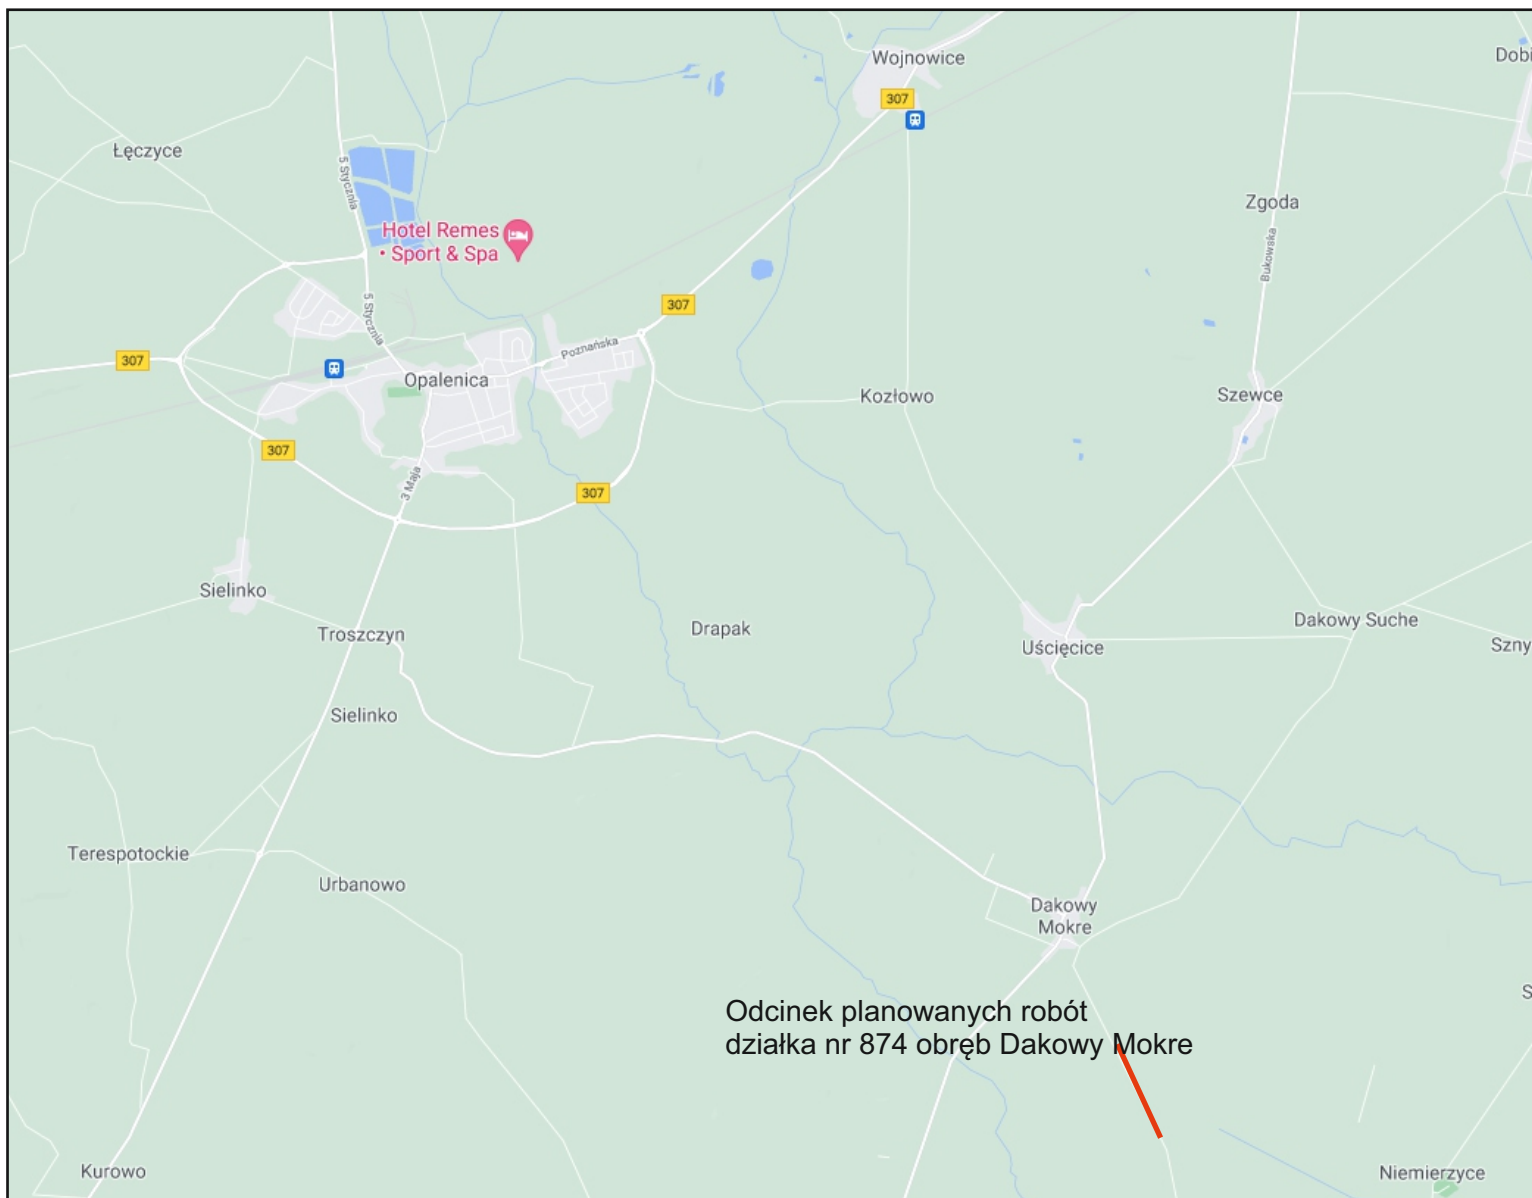 Wojnowice
Dobi
307
Łęczyce
5 Stycznia
Zgoda
Hotel Remes
• Sport & Spa
Bukowska
5 Stycznia
307
Poznańska
307
Opalenica
Kozłowo
Szewce
307
3 Maja
307
Sielinko
Troszczyn
Drapak
Uścięcice
Dakowy Suche
Szny
Sielinko
Terespotockie
Urbanowo
Dakowy
Mokre
S
Odcinek planowanych robót
działka nr 874 obręb Dakowy Mokre
Kurowo
Niemierzyce